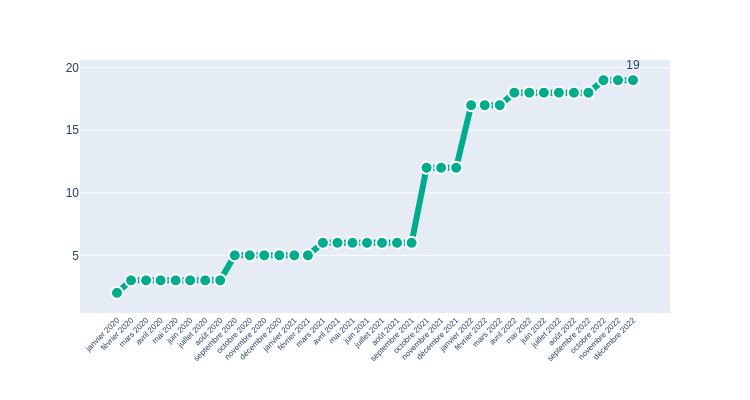 19
20
15
10
5
janvier 2020
février 2020
mars 2020
avril 2020
mai 2020
juin 2020
juillet 2020
août 2020
septembre 2020
octobre 2020
novembre 2020
décembre 2020
janvier 2021
février 2021
mars 2021
avril 2021
mai 2021
juin 2021
juillet 2021
août 2021
septembre 2021
octobre 2021
novembre 2021
décembre 2021
janvier 2022
février 2022
mars 2022
avril 2022
mai 2022
juin 2022
juillet 2022
août 2022
septembre 2022
octobre 2022
novembre 2022
décembre 2022